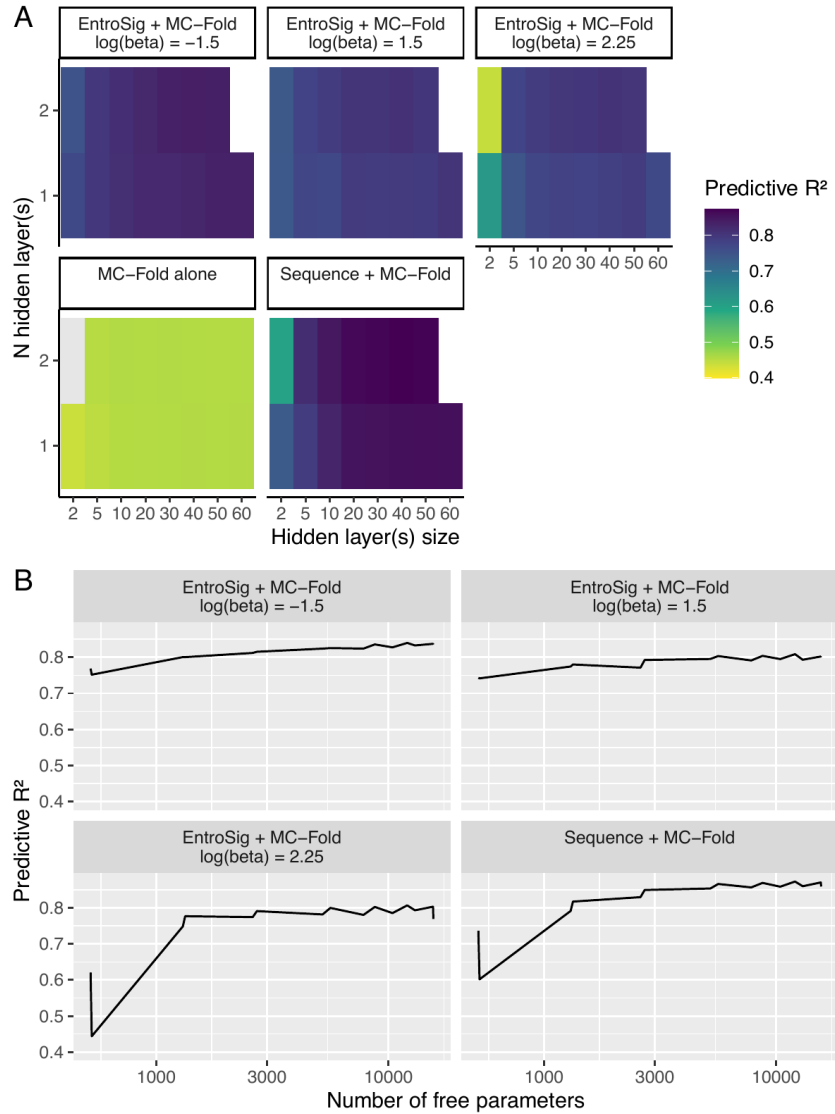 A
EntroSig + MC−Fold
log(beta) = −1.5
EntroSig + MC−Fold
log(beta) = 1.5
EntroSig + MC−Fold
log(beta) = 2.25
2
1
2 5 10 20 30 40 50 60
MC−Fold alone
Sequence + MC−Fold
2
1
2 5 10 20 30 40 50 60
2 5 10 20 30 40 50 60
N hidden layer(s)
Hidden layer(s) size
Predictive R²
0.8
0.7
0.6
0.5
0.4
B
EntroSig + MC−Fold
log(beta) = −1.5
EntroSig + MC−Fold
log(beta) = 1.5
0.8
0.7
0.6
0.5
0.4
EntroSig + MC−Fold
log(beta) = 2.25
Sequence + MC−Fold
0.8
0.7
0.6
0.5
0.4
1000 3000 10000
1000 3000 10000
Predictive R²
Number of free parameters